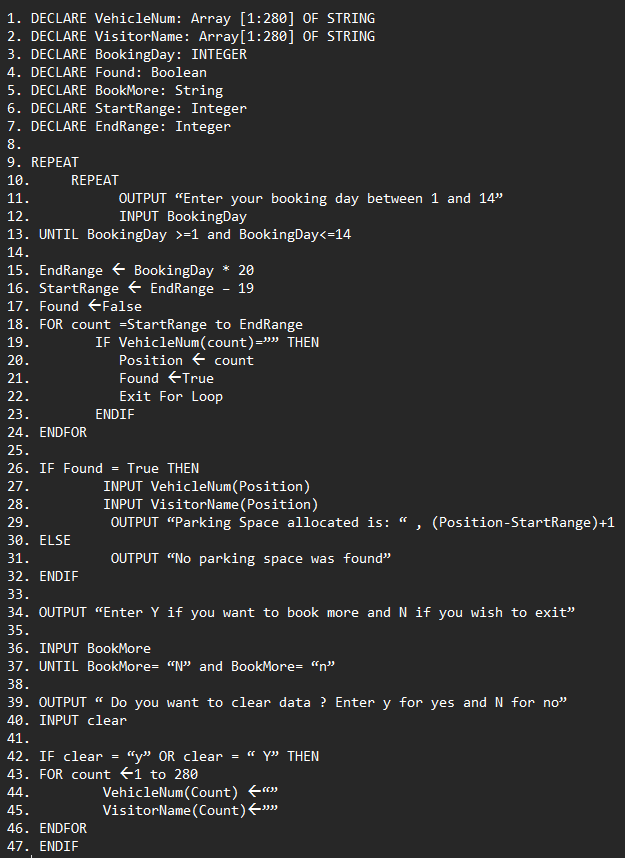 1. DECLARE VehicleNum: Array [1:280] OF STRING
2. DECLARE VisitorName: Array[1:280] OF STRING
3. DECLARE BookingDay: INTEGER
4. DECLARE Found: Boolean
5. DECLARE BookMore: String
6. DECLARE StartRange: Integer
7. DECLARE EndRange: Integer
8.
9. REPEAT
10. REPEAT
11. OUTPUT “Enter your booking day between 1 and 14”
12. INPUT BookingDay
13. UNTIL BookingDay >=1 and BookingDay<=14
14.
15. EndRange 🡠 BookingDay * 20
16. StartRange 🡠 EndRange – 19
17. Found 🡠False
18. FOR count =StartRange to EndRange
19. IF VehicleNum(count)=”” THEN
20. Position 🡠 count
21. Found 🡠True
22. Exit For Loop
23. ENDIF
24. ENDFOR
25.
26. IF Found = True THEN
27. INPUT VehicleNum(Position)
28. INPUT VisitorName(Position)
29. OUTPUT “Parking Space allocated is: “ , (Position-StartRange)+1
30. ELSE
31. OUTPUT “No parking space was found”
32. ENDIF
33.
34. OUTPUT “Enter Y if you want to book more and N if you wish to exit”
35.
36. INPUT BookMore
37. UNTIL BookMore= “N” and BookMore= “n”
38.
39. OUTPUT “ Do you want to clear data ? Enter y for yes and N for no”
40. INPUT clear
41.
42. IF clear = “y” OR clear = “ Y” THEN
43. FOR count 🡠1 to 280
44. VehicleNum(Count) 🡠“”
45. VisitorName(Count)🡠””
46. ENDFOR
47. ENDIF